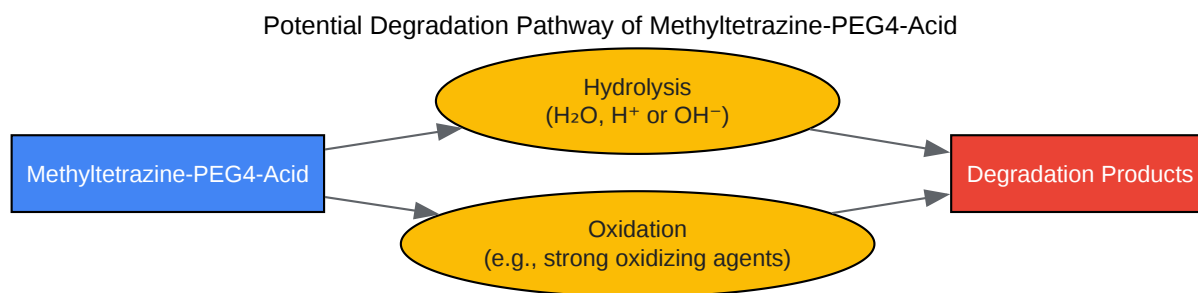 Potential Degradation Pathway of Methyltetrazine-PEG4-Acid
Hydrolysis
(H₂O, H⁺ or OH⁻)
Methyltetrazine-PEG4-Acid
Degradation Products
Oxidation
(e.g., strong oxidizing agents)